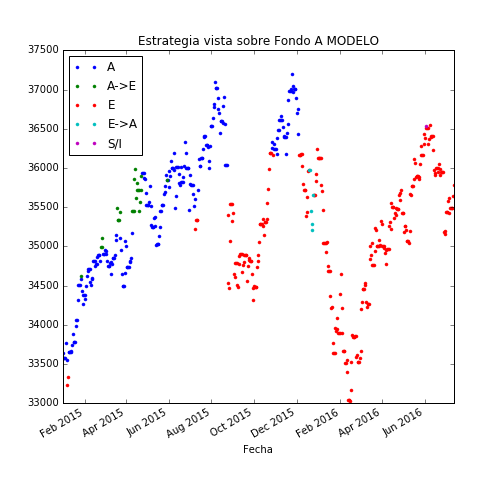 Estrategia vista sobre Fondo A MODELO
37500
37000
36500
36000
35500
35000
34500
34000
33500
33000
A
A->E
E
E->A
S/I
Feb 2015
Apr 2015
Jun 2015
Aug 2015
Oct 2015
Dec 2015
Feb 2016
Apr 2016
Jun 2016
Fecha